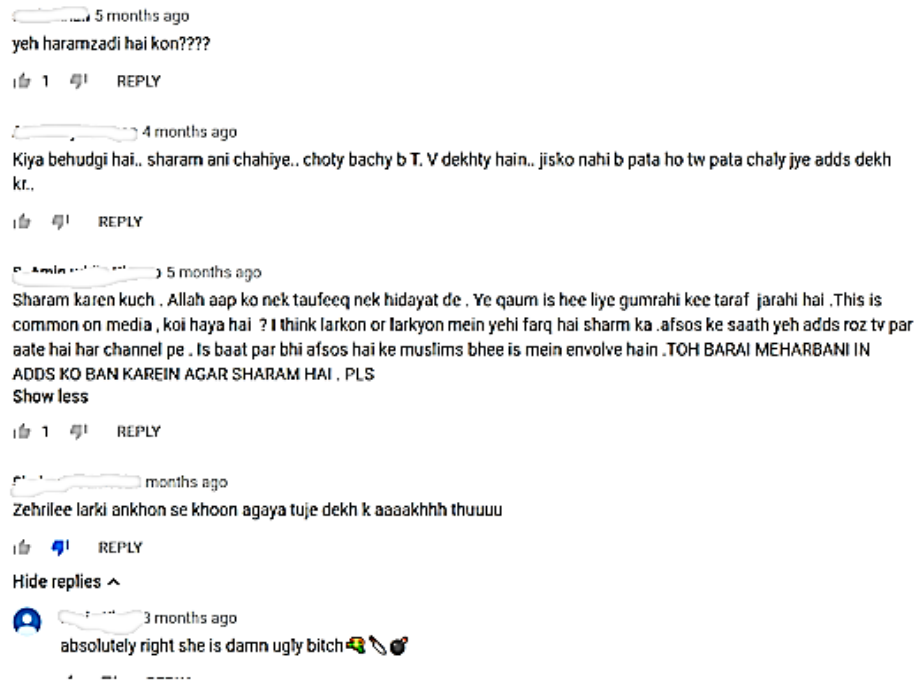 5 months ago
yeh haramzadi hai kon????
1 REPLY
4 months ago
Kiya behudgi hai.. sharam ani chahiye.. choty bachy b T. V dekhty hain.. jisko nahi b pata ho tw pata chaly jye adds dekh
kr..
REPLY
5 months ago
Sharam karen kuch . Allah aap ko nek taufeeq nek hidayat de . Ye qaum is hee liye gumrahi kee taraf jarahi hai .This is
common on media , koi haya hai ? I think larkon or larkyon mein yehi farq hai sharm ka .afsos ke saath yeh adds roz tv par
aate hai har channel pe . Is baat par bhi afsos hai ke muslims bhee is mein envolve hain .TOH BARAI MEHARBANI IN
ADDS KO BAN KAREIN AGAR SHARAM HAI . PLS
Show less
1 REPLY
months ago
Zehrilee larki ankhon se khoon agaya tuje dekh k aaaakhhh thuuuu
REPLY
Hide replies
3 months ago
absolutely right she is damn ugly bitch